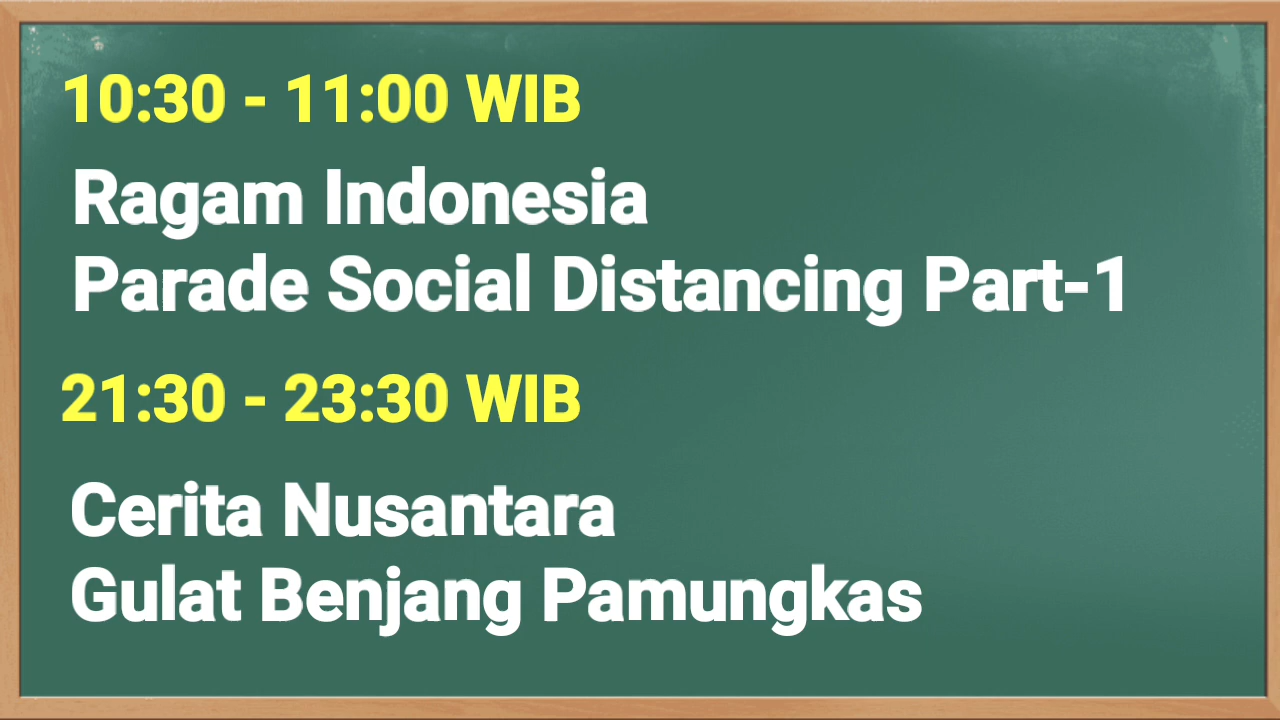 10:30 - 11:00 WIB
Ragam Indonesia
Parade Social Distancing Part-1
21:30 - 23:30 WIB
Cerita Nusantara
Gulat Benjang Pamungkas